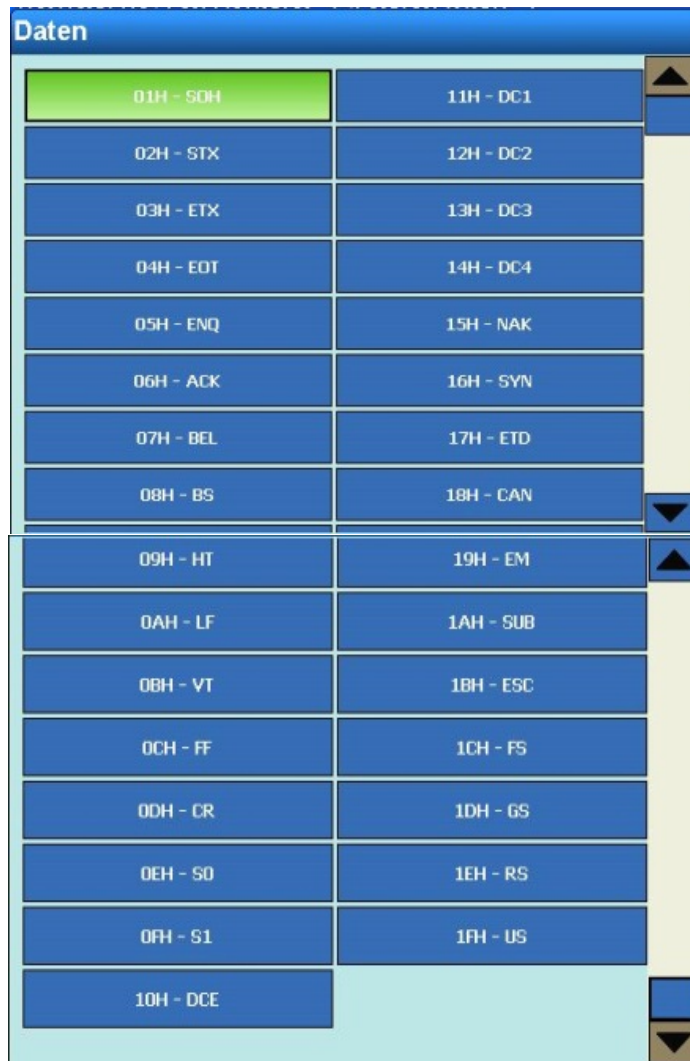 Daten
01H - SOH 11H - DC1
02H - STX 12H - DC2
03H - ETX 13H - DC3
04H - EOT 14H - DC4
05H - ENQ 15H - NAK
06H - ACK 16H - SYN
07H - BEL 17H - ETD
08H - BS 18H - CAN
09H - HT 19H - EM
0AH - LF 1AH - SUB
0BH - VT 1BH - ESC
0CH - FF 1CH - FS
0DH - CR 1DH - GS
0EH - SO 1EH - RS
0FH - S1 1FH - US
10H - DCE